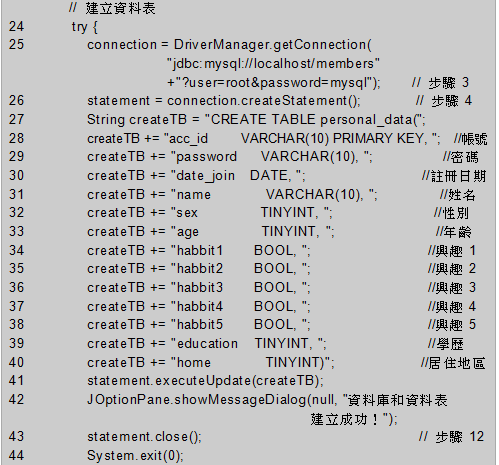 // 建立資料表
24 try {
25 connection = DriverManager.getConnection(
"jdbc:mysql://localhost/members"
+"?user=root&password=mysql"); // 步驟 3
26 statement = connection.createStatement(); // 步驟 4
27 String createTB = "CREATE TABLE personal_data(";
28 createTB += "acc_id VARCHAR(10) PRIMARY KEY, "; //帳號
29 createTB += "password VARCHAR(10), "; //密碼
30 createTB += "date_join DATE, "; //註冊日期
31 createTB += "name VARCHAR(10), "; //姓名
32 createTB += "sex TINYINT, "; //性別
33 createTB += "age TINYINT, "; //年齡
34 createTB += "habbit1 BOOL, "; //興趣 1
35 createTB += "habbit2 BOOL, "; //興趣 2
36 createTB += "habbit3 BOOL, "; //興趣 3
37 createTB += "habbit4 BOOL, "; //興趣 4
38 createTB += "habbit5 BOOL, "; //興趣 5
39 createTB += "education TINYINT, "; //學歷
40 createTB += "home TINYINT)"; //居住地區
41 statement.executeUpdate(createTB);
42 JOptionPane.showMessageDialog(null, "資料庫和資料表
建立成功！");
43 statement.close(); // 步驟 12
44 System.exit(0);